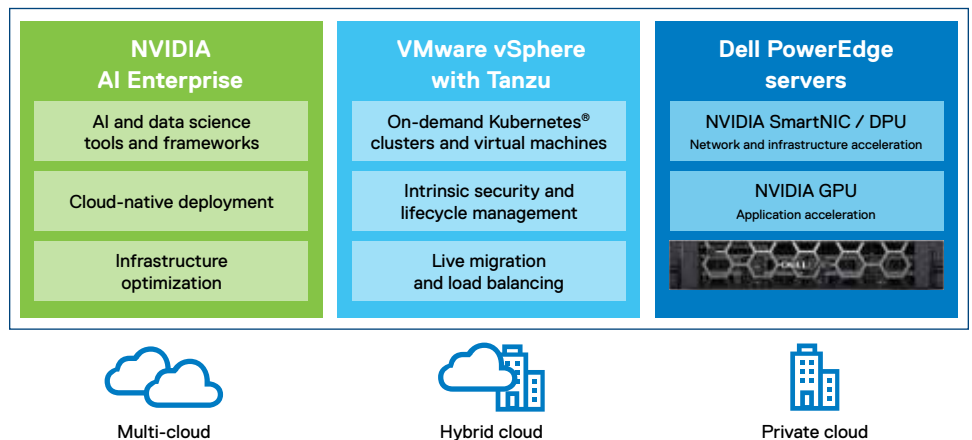 NVIDIA
AI Enterprise
AI and data science
tools and frameworks
Cloud-native deployment
Infrastructure
optimization
VMware vSphere
with Tanzu
On-demand Kubernetes®
clusters and virtual machines
Intrinsic security and
lifecycle management
Live migration
and load balancing
Dell PowerEdge
servers
NVIDIA SmartNIC / DPU
Network and infrastructure acceleration
NVIDIA GPU
Application acceleration
DELL
Multi-cloud
Hybrid cloud
Private cloud